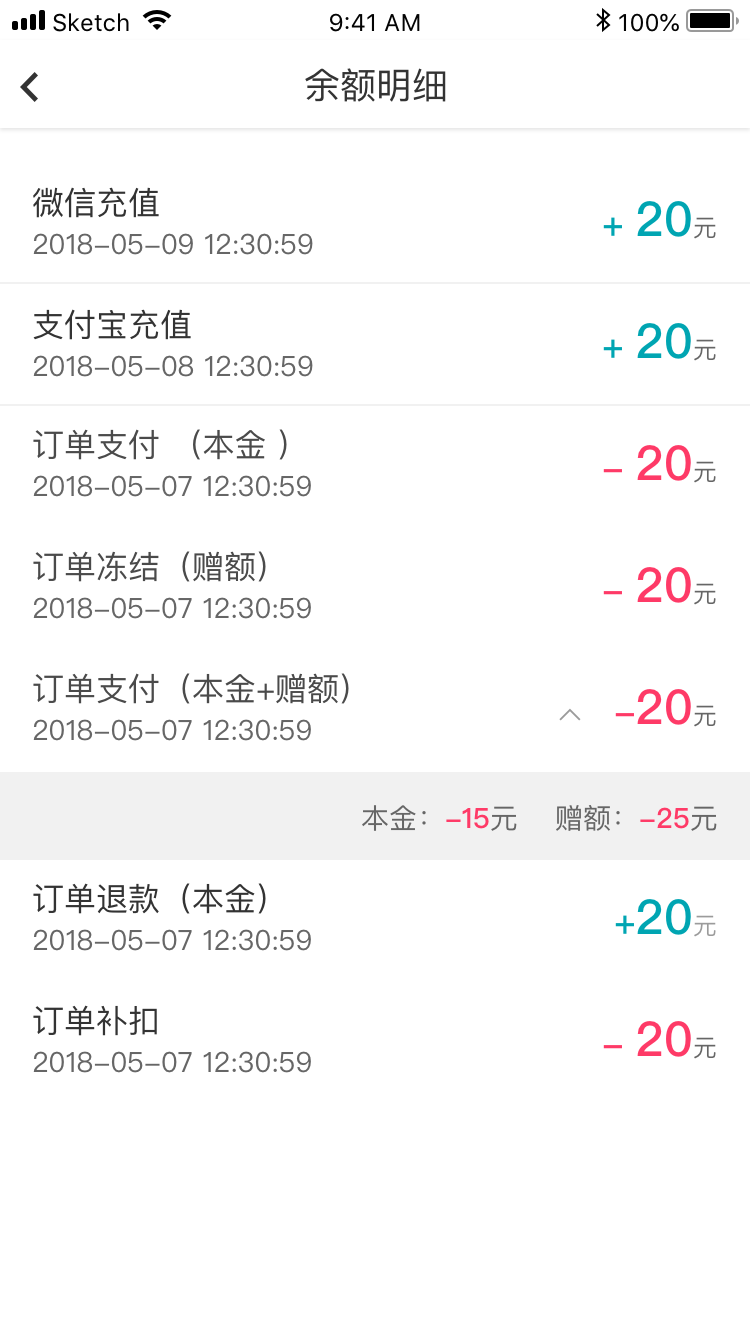 Sketch 9:41 AM 100%
余额明细
微信充值
2018-05-09 12:30:59
+ 20元
支付宝充值
2018-05-08 12:30:59
+ 20元
订单支付 （本金 ）
2018-05-07 12:30:59
- 20元
订单冻结（赠额）
2018-05-07 12:30:59
- 20元
订单支付（本金+赠额）
2018-05-07 12:30:59
-20元
本金：-15元 赠额：-25元
订单退款（本金）
2018-05-07 12:30:59
+20元
订单补扣
2018-05-07 12:30:59
- 20元